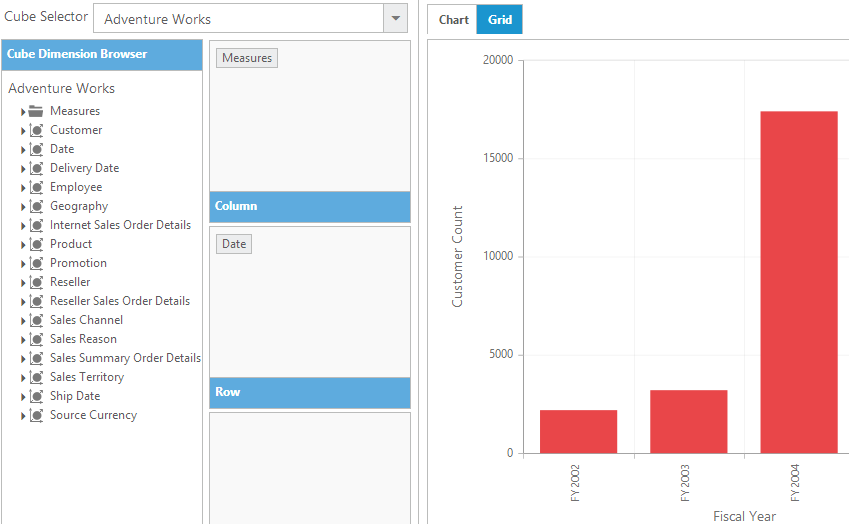 Cube Selector
Adventure Works
Cube Dimension Browser
Adventure Works
Measures
Customer
Date
Delivery Date
Employee
Geography
Internet Sales Order Details
Product
Promotion
Reseller
Reseller Sales Order Details
Sales Channel
Sales Reason
Sales Summary Order Details
Sales Territory
Ship Date
Source Currency
Measures
Column
Date
Row
Chart
Grid
20000
15000
10000
5000
0
Customer Count
FY 2002
FY 2003
FY 2004
Fiscal Year